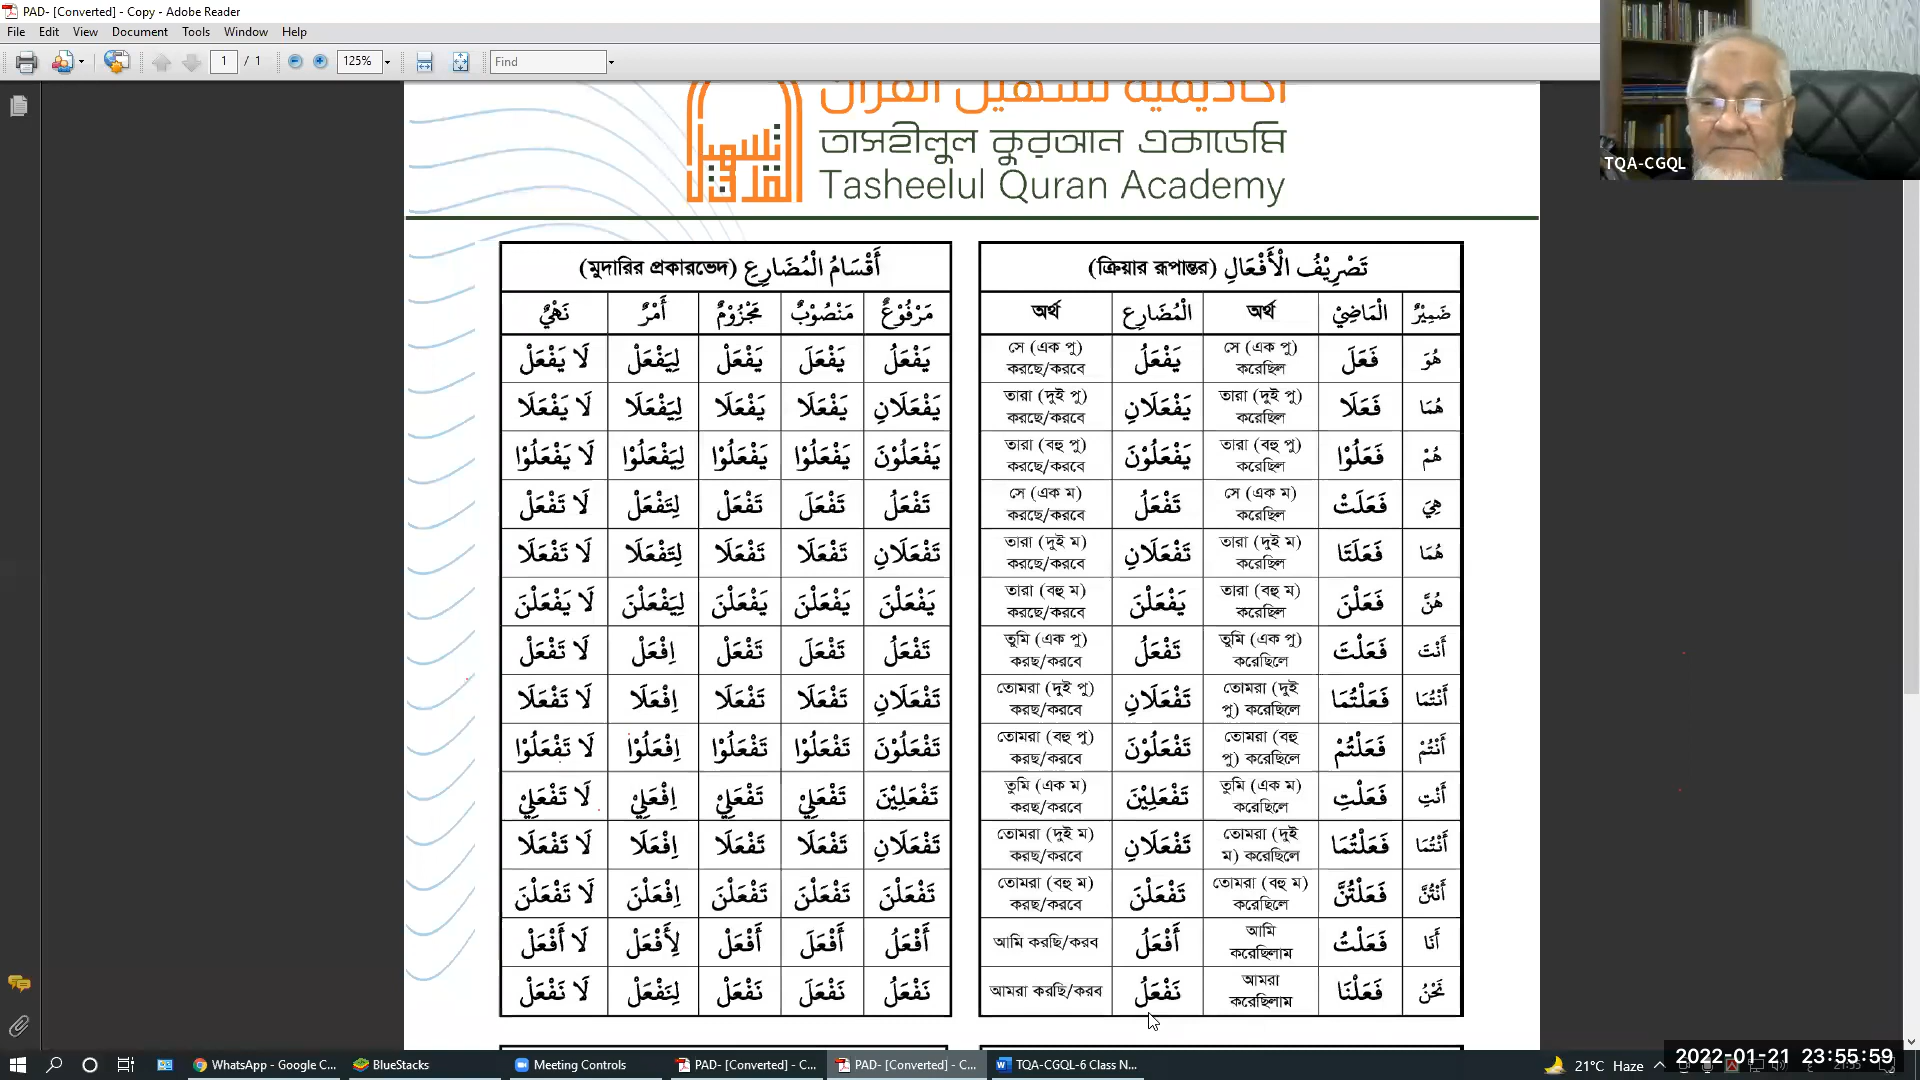 PAD- [Converted] - Copy - Adobe Reader
File Edit View Document Tools Window Help
1 / 1 125% Find
TQA-CGQL
أكاديمية تسهيل القرآن
তাসহীলুল কুরআন একাডেমি
Tasheelul Quran Academy
تَصْرِيْفُ الْأَفْعَالِ (ক্রিয়ার রূপান্তর)
ضَمِيْرٌ الْمَاضِيْ অর্থ الْمُضَارِع অর্থ
هُوَ فَعَلَ সে (এক পু) করেছিল يَفْعَلُ সে (এক পু) করছে/করবে
هُمَا فَعَلَا তারা (দুই পু) করেছিল يَفْعَلَانِ তারা (দুই পু) করছে/করবে
هُمْ فَعَلُوْا তারা (বহু পু) করেছিল يَفْعَلُوْنَ তারা (বহু পু) করছে/করবে
هِيَ فَعَلَتْ সে (এক ম) করেছিল تَفْعَلُ সে (এক ম) করছে/করবে
هُمَا فَعَلَتَا তারা (দুই ম) করেছিল تَفْعَلَانِ তারা (দুই ম) করছে/করবে
هُنَّ فَعَلْنَ তারা (বহু ম) করেছিল يَفْعَلْنَ তারা (বহু ম) করছে/করবে
أَنْتَ فَعَلْتَ তুমি (এক পু) করেছিলে تَفْعَلُ তুমি (এক পু) করছ/করবে
أَنْتُمَا فَعَلْتُمَا তোমরা (দুই পু) করেছিলে تَفْعَلَانِ তোমরা (দুই পু) করছ/করবে
أَنْتُمْ فَعَلْتُمْ তোমরা (বহু পু) করেছিলে تَفْعَلُوْنَ তোমরা (বহু পু) করছ/করবে
أَنْتِ فَعَلْتِ তুমি (এক ম) করেছিলে تَفْعَلِيْنَ তুমি (এক ম) করছ/করবে
أَنْتُمَا فَعَلْتُمَا তোমরা (দুই ম) করেছিলে تَفْعَلَانِ তোমরা (দুই ম) করছ/করবে
أَنْتُنَّ فَعَلْتُنَّ তোমরা (বহু ম) করেছিলে تَفْعَلْنَ তোমরা (বহু ম) করছ/করবে
أَنَا فَعَلْتُ আমি করেছিলাম أَفْعَلُ আমি করছি/করব
نَحْنُ فَعَلْنَا আমরা করেছিলাম نَفْعَلُ আমরা করছি/করব
أَقْسَامُ الْمُضَارِعِ (মুদারির প্রকারভেদ)
مَرْفُوْعٌ مَنْصُوْبٌ مَجْزُوْمٌ أَمْرٌ نَهْيٌ
يَفْعَلُ يَفْعَلَ يَفْعَلْ لِيَفْعَلْ لَا يَفْعَلْ
يَفْعَلَانِ يَفْعَلَا يَفْعَلَا لِيَفْعَلَا لَا يَفْعَلَا
يَفْعَلُوْنَ يَفْعَلُوْا يَفْعَلُوْا لِيَفْعَلُوْا لَا يَفْعَلُوْا
تَفْعَلُ تَفْعَلَ تَفْعَلْ لِتَفْعَلْ لَا تَفْعَلْ
تَفْعَلَانِ تَفْعَلَا تَفْعَلَا لِتَفْعَلَا لَا تَفْعَلَا
يَفْعَلْنَ يَفْعَلْنَ يَفْعَلْنَ لِيَفْعَلْنَ لَا يَفْعَلْنَ
تَفْعَلُ تَفْعَلَ تَفْعَلْ اِفْعَلْ لَا تَفْعَلْ
تَفْعَلَانِ تَفْعَلَا تَفْعَلَا اِفْعَلَا لَا تَفْعَلَا
تَفْعَلُوْنَ تَفْعَلُوْا تَفْعَلُوْا اِفْعَلُوْا لَا تَفْعَلُوْا
تَفْعَلِيْنَ تَفْعَلِيْ تَفْعَلِيْ اِفْعَلِيْ لَا تَفْعَلِيْ
تَفْعَلَانِ تَفْعَلَا تَفْعَلَا اِفْعَلَا لَا تَفْعَلَا
تَفْعَلْنَ تَفْعَلْنَ تَفْعَلْنَ اِفْعَلْنَ لَا تَفْعَلْنَ
أَفْعَلُ أَفْعَلَ أَفْعَلْ لِأَفْعَلْ لَا أَفْعَلْ
نَفْعَلُ نَفْعَلَ نَفْعَلْ لِنَفْعَلْ لَا نَفْعَلْ
WhatsApp - Google C... BlueStacks Meeting Controls PAD- [Converted] - C... PAD- [Converted] - C... TQA-CGQL-6 Class N... 21°C Haze
2022-01-21 23:55:59